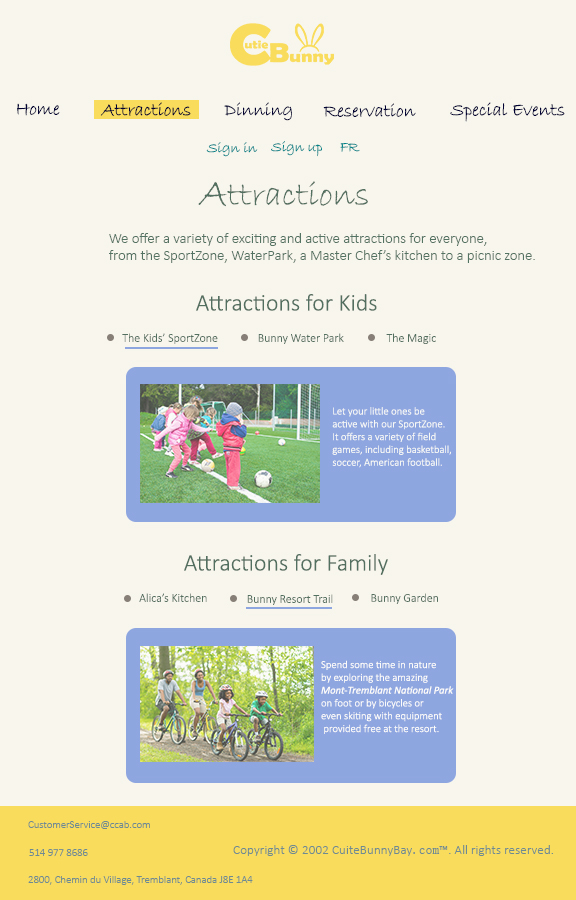 Cutie Bunny
Home Attractions Dinning Reservation Special Events
Sign in Sign up FR
Attractions
We offer a variety of exciting and active attractions for everyone,
from the SportZone, WaterPark, a Master Chef's kitchen to a picnic zone.
Attractions for Kids
The Kids' SportZone Bunny Water Park The Magic
Let your little ones be
active with our SportZone.
It offers a variety of field
games, including basketball,
soccer, American football.
Attractions for Family
Alica's Kitchen Bunny Resort Trail Bunny Garden
Spend some time in nature
by exploring the amazing
Mont-Tremblant National Park
on foot or by bicycles or
even skiting with equipment
provided free at the resort.
CustomerService@ccab.com
514 977 8686
Copyright © 2002 CuiteBunnyBay. com™. All rights reserved.
2800, Chemin du Village, Tremblant, Canada J8E 1A4